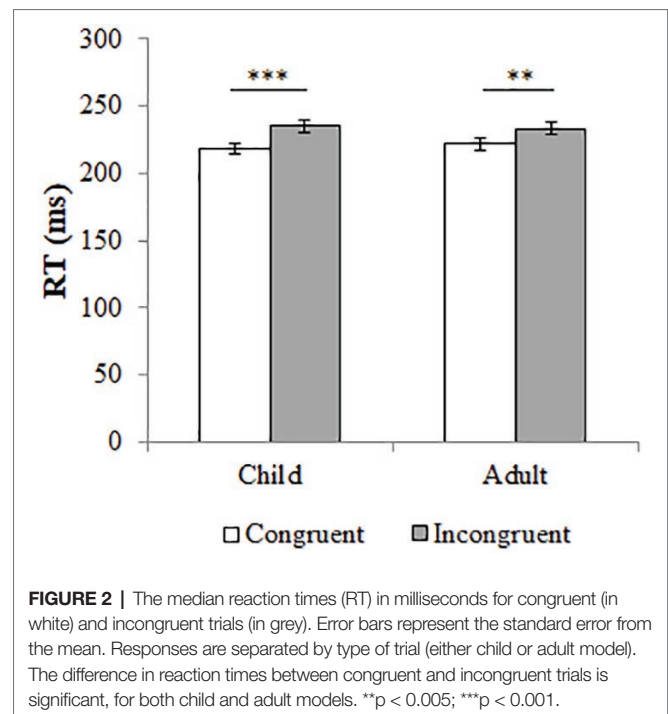 300
250
200
150
100
50
0
RT (ms)
*** **
Child Adult
Congruent Incongruent
FIGURE 2 | The median reaction times (RT) in milliseconds for congruent (in
white) and incongruent trials (in grey). Error bars represent the standard error from
the mean. Responses are separated by type of trial (either child or adult model).
The difference in reaction times between congruent and incongruent trials is
significant, for both child and adult models. **p < 0.005; ***p < 0.001.